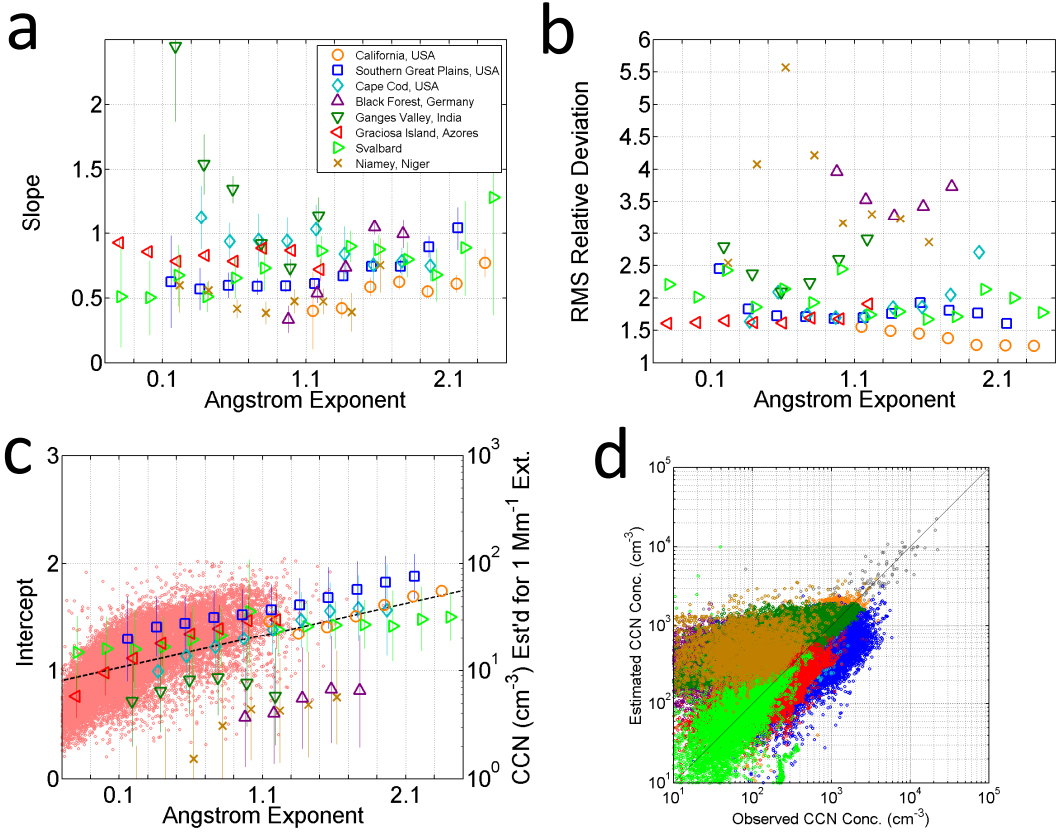 a
2
1.5
1
0.5
0
Slope
0.1 1.1 2.1
Angstrom Exponent
California, USA
Southern Great Plains, USA
Cape Cod, USA
Black Forest, Germany
Ganges Valley, India
Graciosa Island, Azores
Svalbard
Niamey, Niger
b
6
5.5
5
4.5
4
3.5
3
2.5
2
1.5
1
RMS Relative Deviation
0.1 1.1 2.1
Angstrom Exponent
c
3
2
1
0
Intercept
0.1 1.1 2.1
Angstrom Exponent
10³
10²
10¹
10⁰
CCN (cm⁻³) Est'd for 1 Mm⁻¹ Ext.
d
10⁵
10⁴
10³
10²
10¹
Estimated CCN Conc. (cm⁻³)
10¹ 10² 10³ 10⁴ 10⁵
Observed CCN Conc. (cm⁻³)